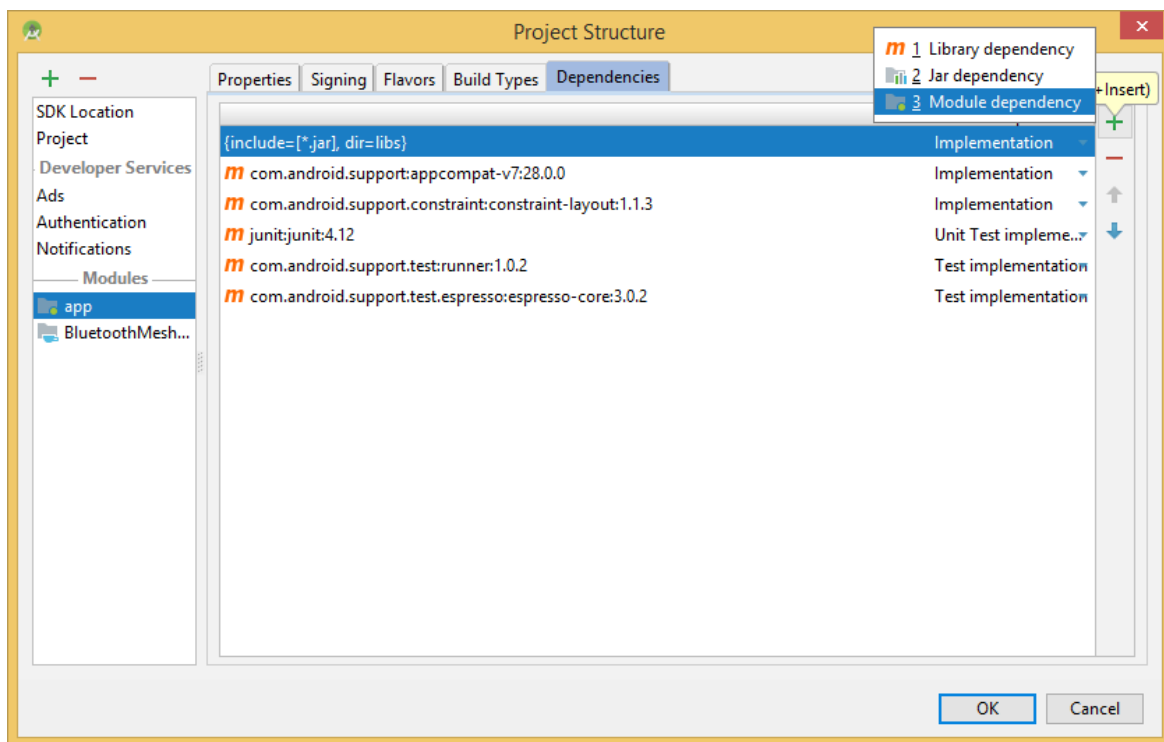 Project Structure
1 Library dependency
2 Jar dependency
3 Module dependency
+Insert)
Properties Signing Flavors Build Types Dependencies
SDK Location
Project
Developer Services
Ads
Authentication
Notifications
Modules
app
BluetoothMesh...
{include=[*.jar], dir=libs} Implementation
m com.android.support:appcompat-v7:28.0.0 Implementation
m com.android.support.constraint:constraint-layout:1.1.3 Implementation
m junit:junit:4.12 Unit Test impleme...
m com.android.support.test:runner:1.0.2 Test implementation
m com.android.support.test.espresso:espresso-core:3.0.2 Test implementation
OK Cancel